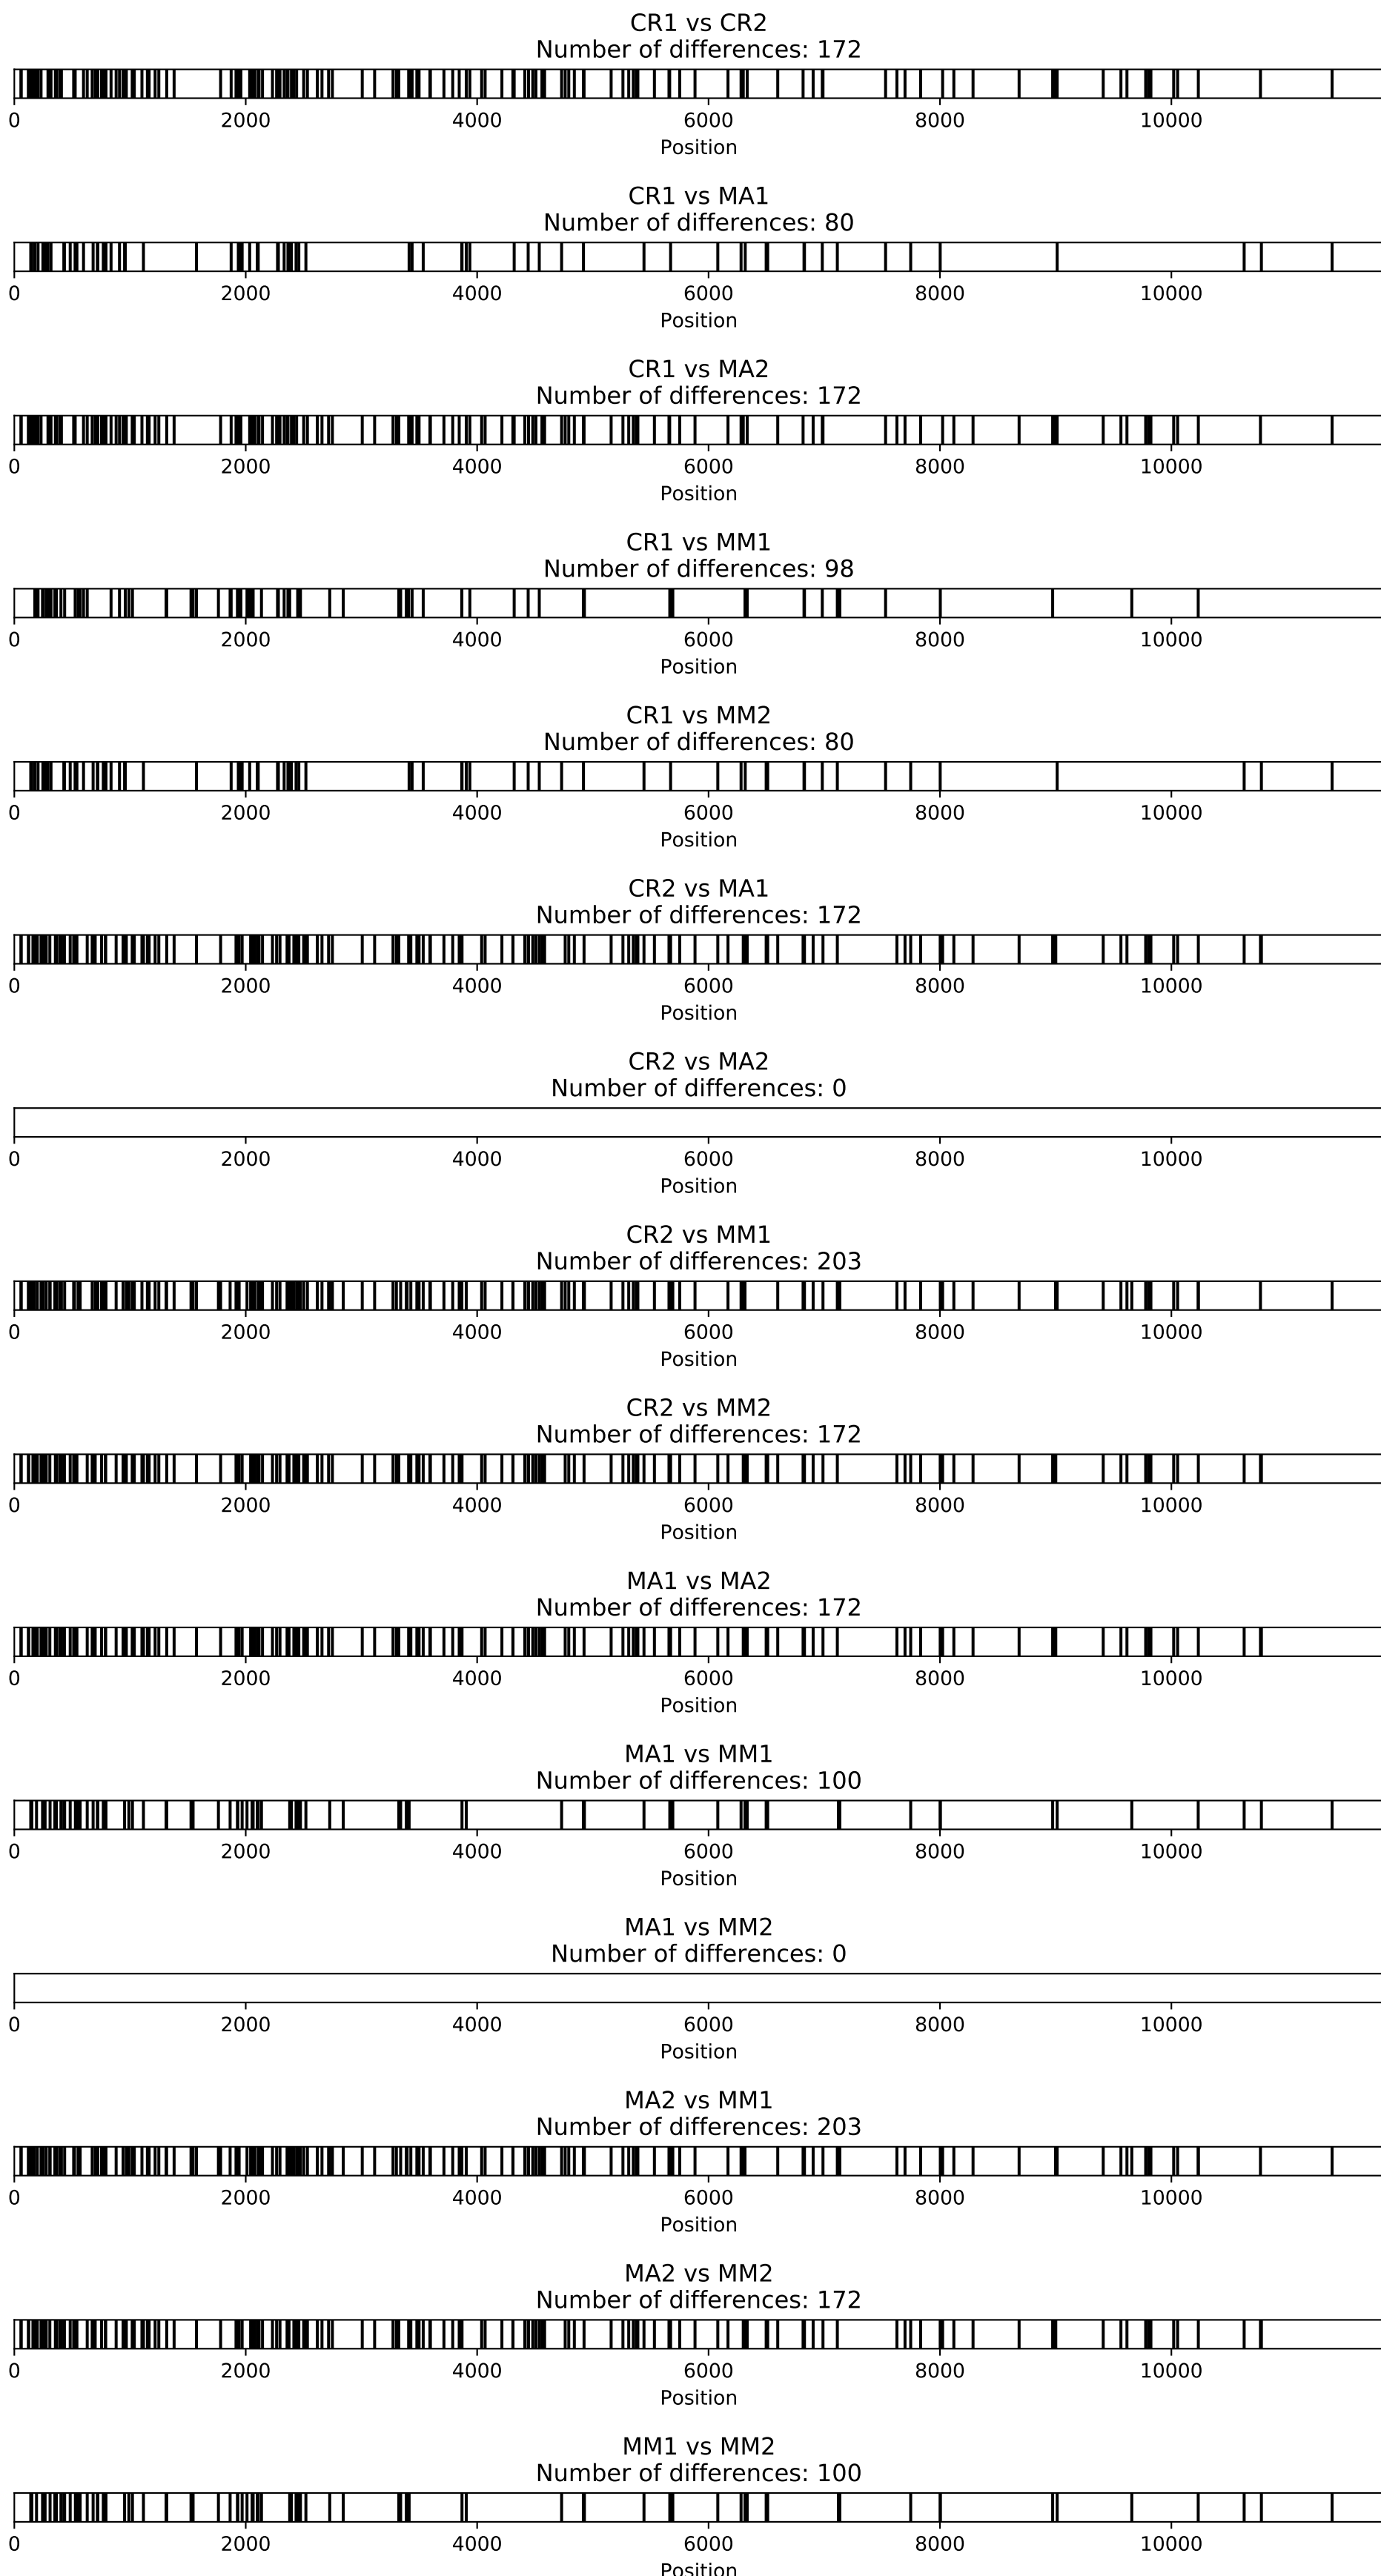 CR1 vs CR2
Number of differences: 172
0 2000 4000 6000 8000 10000
Position
CR1 vs MA1
Number of differences: 80
0 2000 4000 6000 8000 10000
Position
CR1 vs MA2
Number of differences: 172
0 2000 4000 6000 8000 10000
Position
CR1 vs MM1
Number of differences: 98
0 2000 4000 6000 8000 10000
Position
CR1 vs MM2
Number of differences: 80
0 2000 4000 6000 8000 10000
Position
CR2 vs MA1
Number of differences: 172
0 2000 4000 6000 8000 10000
Position
CR2 vs MA2
Number of differences: 0
0 2000 4000 6000 8000 10000
Position
CR2 vs MM1
Number of differences: 203
0 2000 4000 6000 8000 10000
Position
CR2 vs MM2
Number of differences: 172
0 2000 4000 6000 8000 10000
Position
MA1 vs MA2
Number of differences: 172
0 2000 4000 6000 8000 10000
Position
MA1 vs MM1
Number of differences: 100
0 2000 4000 6000 8000 10000
Position
MA1 vs MM2
Number of differences: 0
0 2000 4000 6000 8000 10000
Position
MA2 vs MM1
Number of differences: 203
0 2000 4000 6000 8000 10000
Position
MA2 vs MM2
Number of differences: 172
0 2000 4000 6000 8000 10000
Position
MM1 vs MM2
Number of differences: 100
0 2000 4000 6000 8000 10000
Position